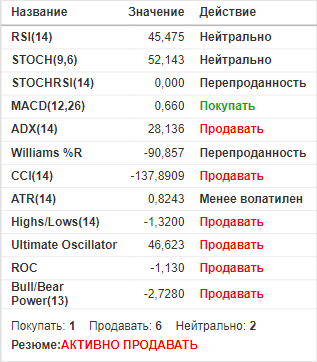 Название Значение Действие
RSI(14) 45,475 Нейтрально
STOCH(9,6) 52,143 Нейтрально
STOCHRSI(14) 0,000 Перепроданность
MACD(12,26) 0,660 Покупать
ADX(14) 28,136 Продавать
Williams %R -90,857 Перепроданность
CCI(14) -137,8909 Продавать
ATR(14) 0,8243 Менее волатилен
Highs/Lows(14) -1,3200 Продавать
Ultimate Oscillator 46,623 Продавать
ROC -1,130 Продавать
Bull/Bear
Power(13) -2,7280 Продавать
Покупать: 1 Продавать: 6 Нейтрально: 2
Резюме:АКТИВНО ПРОДАВАТЬ